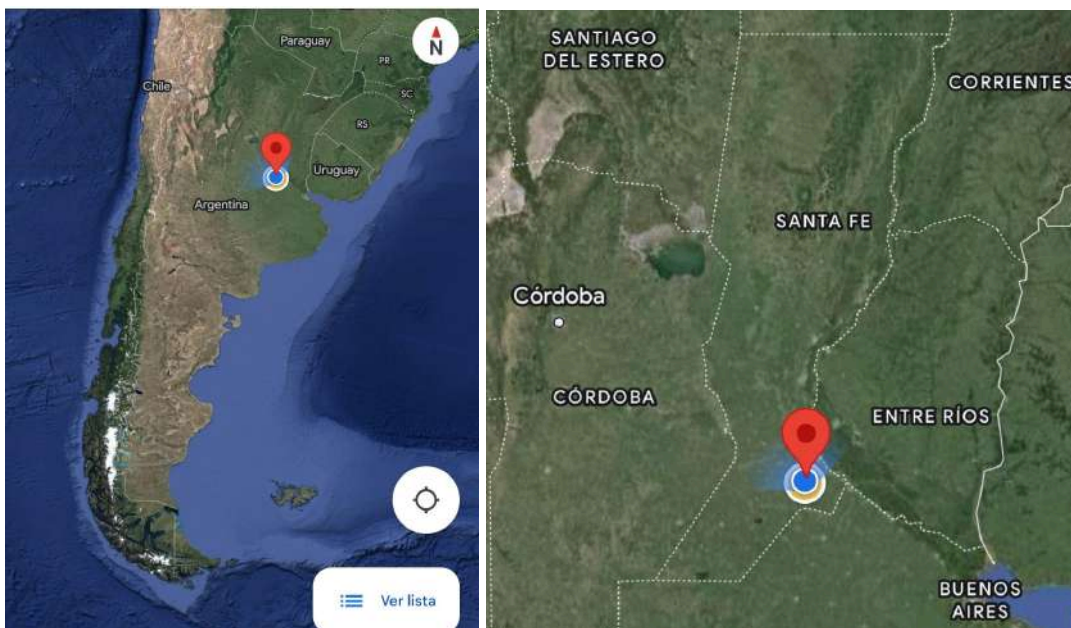 N
Paraguay
PR
Chile
SC
RS
Uruguay
Argentina
Ver lista
SANTIAGO
DEL ESTERO
CORRIENTES
SANTA FE
Córdoba
CÓRDOBA
ENTRE RÍOS
BUENOS
AIRES